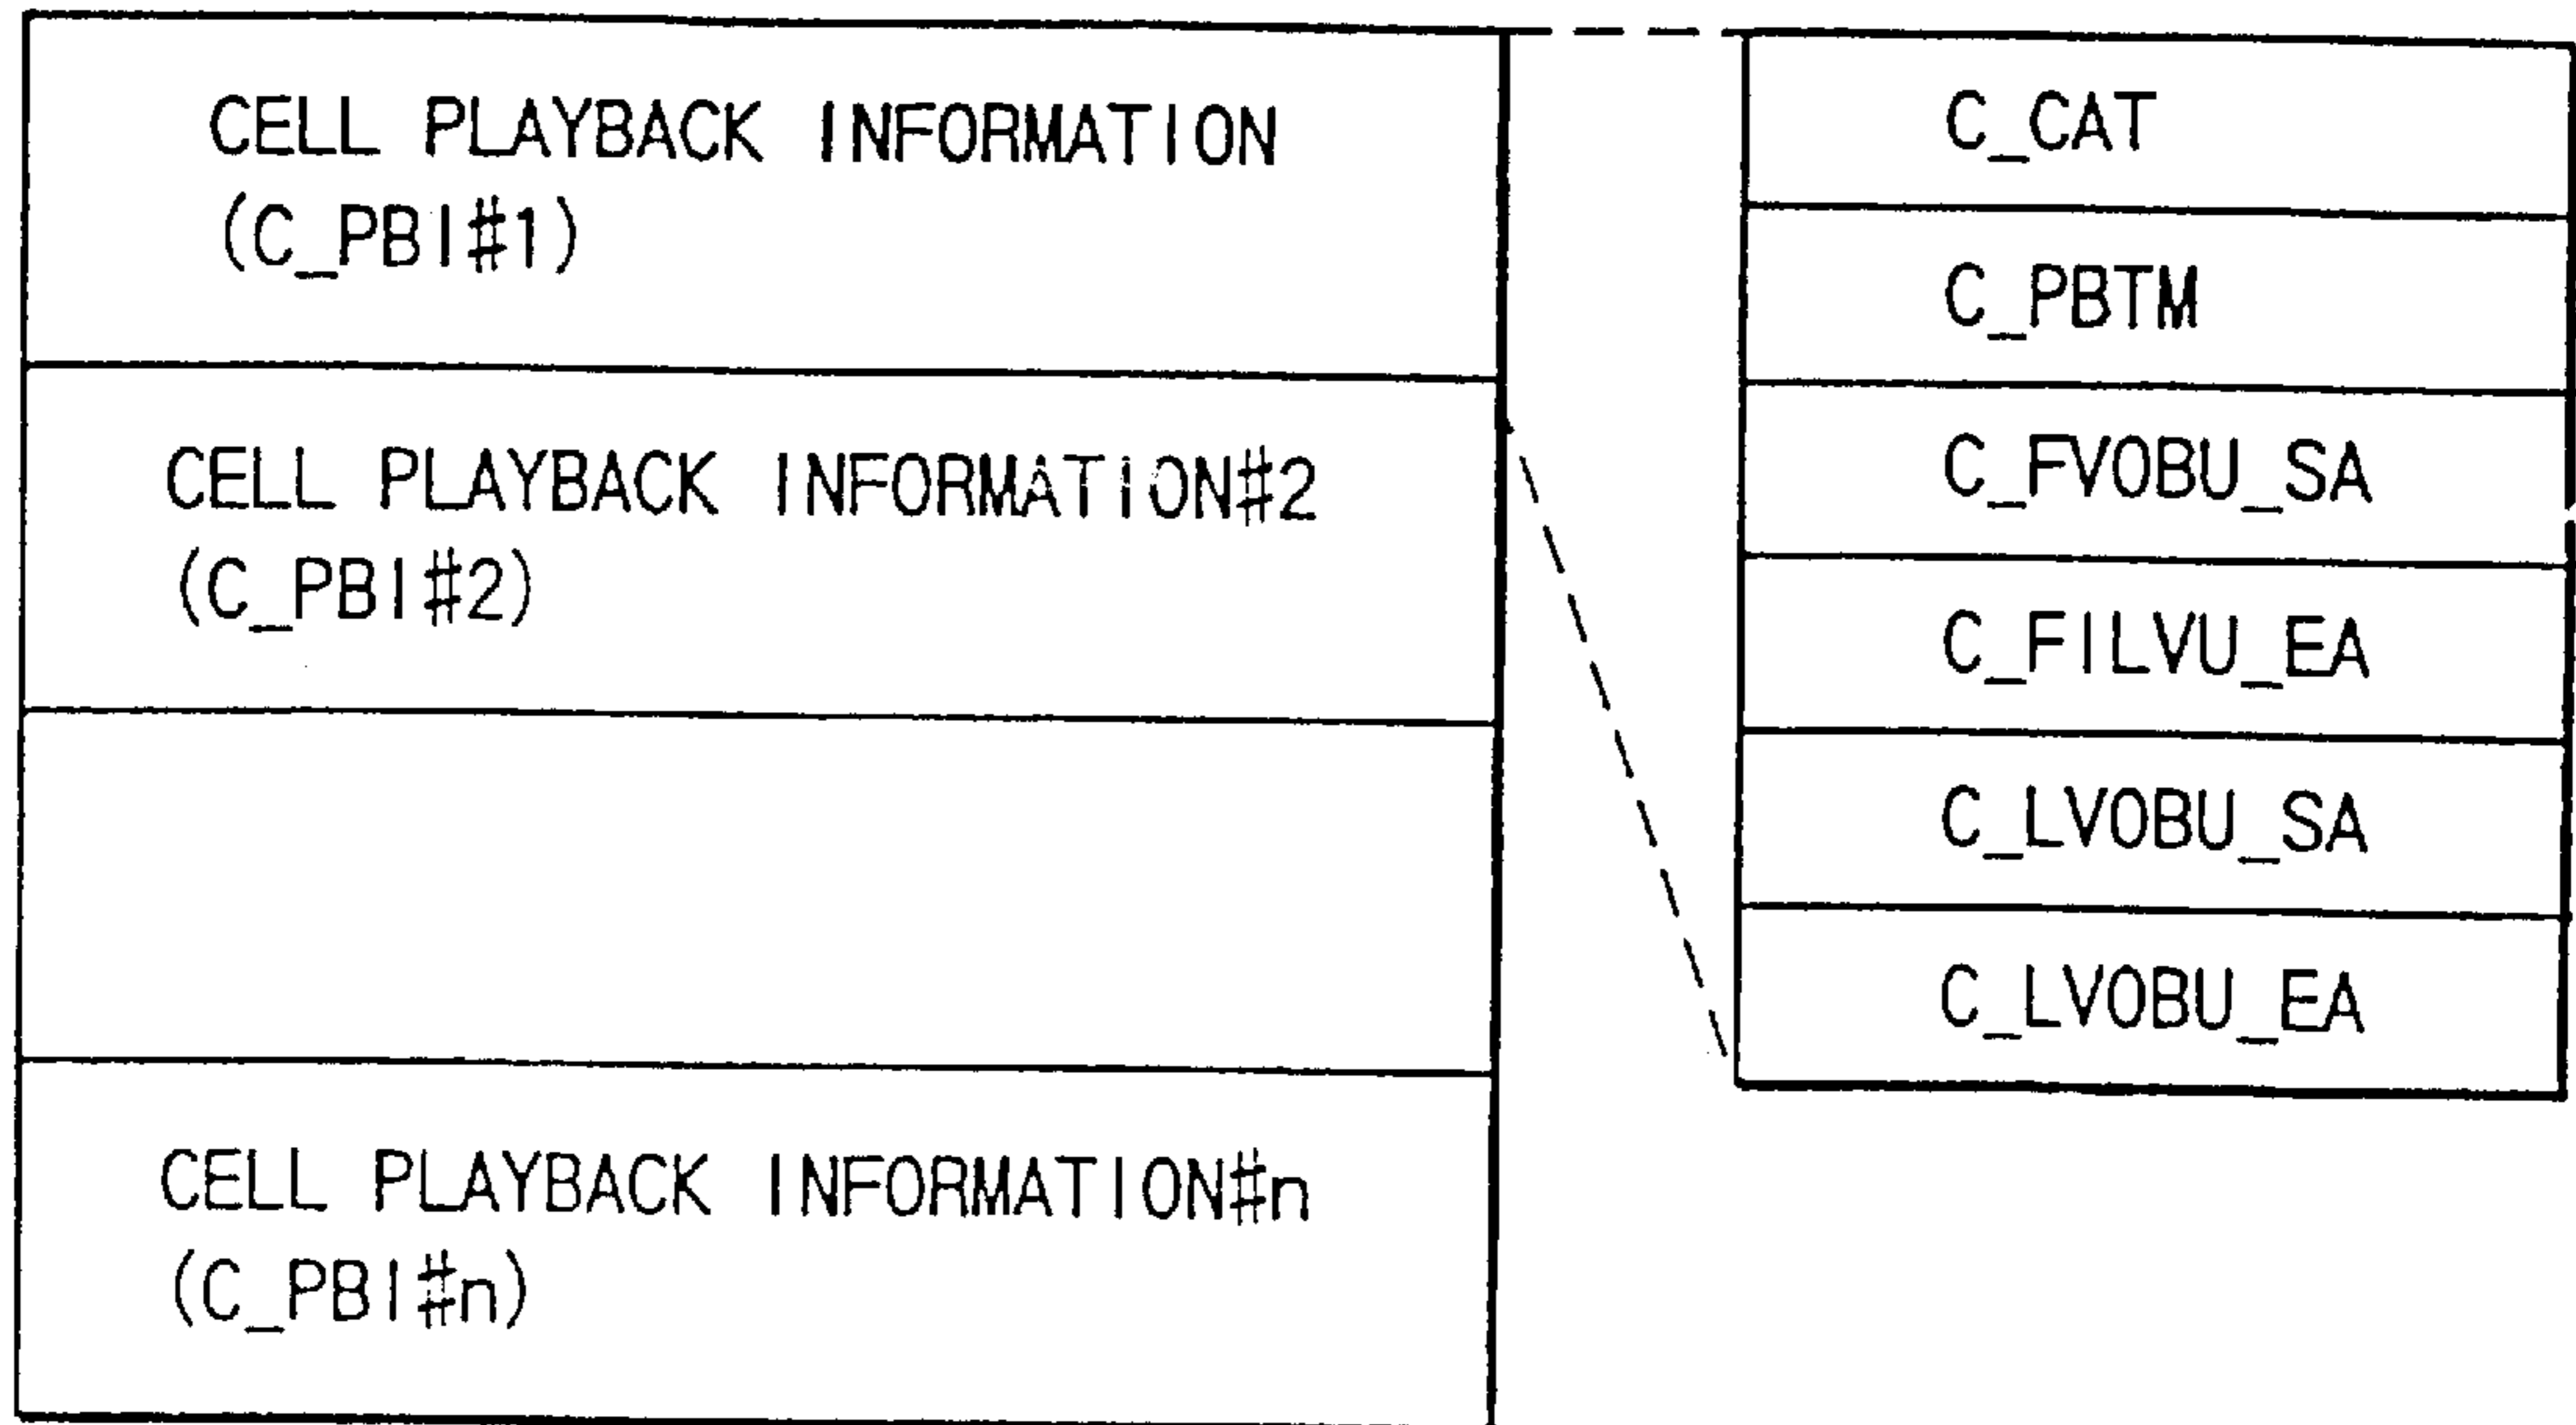 CELL PLAYBACK INFORMATION
(C_PBI#1)
CELL PLAYBACK INFORMATION#2
(C_PBI#2)
CELL PLAYBACK INFORMATION#n
(C_PBI#n)
C_CAT
C_PBTM
C_FVOBU_SA
C_FILVU_EA
C_LVOBU_SA
C_LVOBU_EA